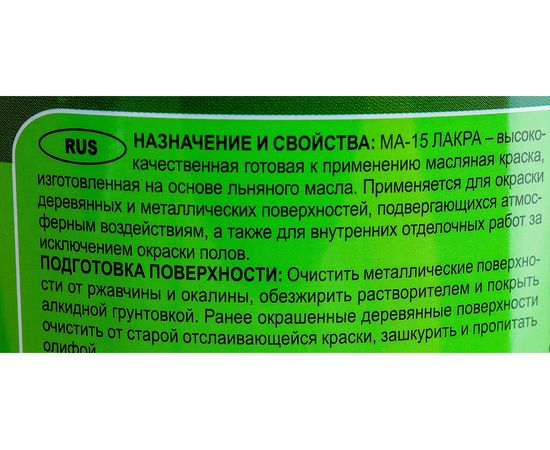 RUS
НАЗНАЧЕНИЕ И СВОЙСТВА: МА-15 ЛАКРА – высоко-
качественная готовая к применению масляная краска,
изготовленная на основе льняного масла. Применяется для окраски
деревянных и металлических поверхностей, подвергающихся атмос-
ферным воздействиям, а также для внутренних отделочных работ за
исключением окраски полов.
ПОДГОТОВКА ПОВЕРХНОСТИ: Очистить металлические поверхно-
сти от ржавчины и окалины, обезжирить растворителем и покрыть
алкидной грунтовкой. Ранее окрашенные деревянные поверхности
очистить от старой отслаивающейся краски, зашкурить и пропитать
олифой